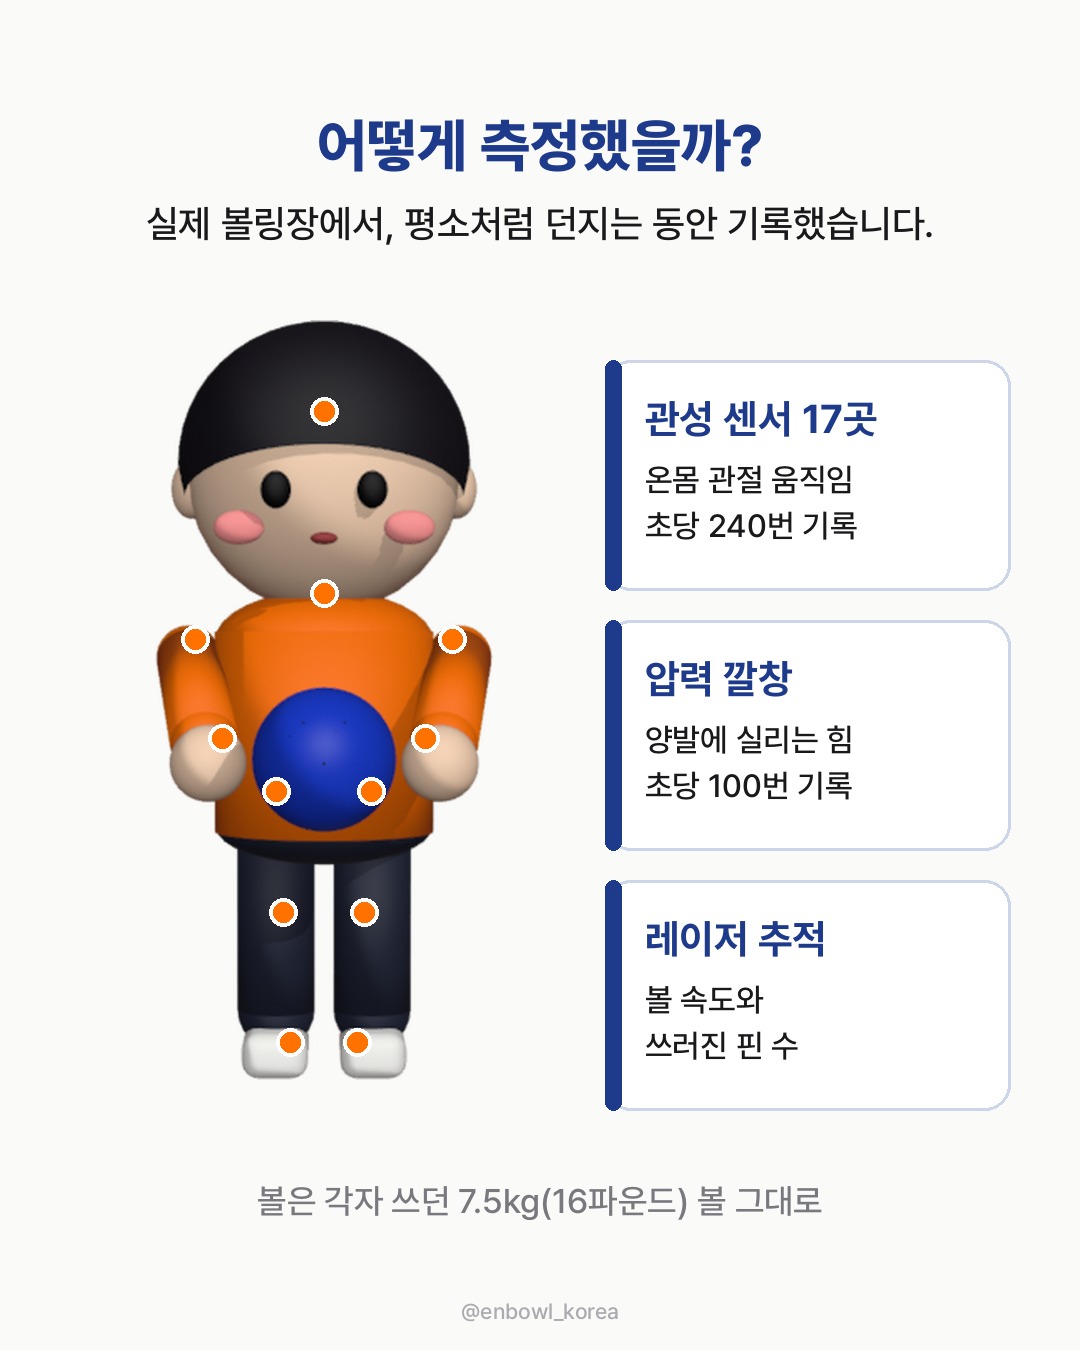 어떻게 측정했을까?
실제 볼링장에서, 평소처럼 던지는 동안 기록했습니다.
관성 센서 17곳
온몸 관절 움직임
초당 240번 기록
압력 깔창
양발에 실리는 힘
초당 100번 기록
레이저 추적
볼 속도와
쓰러진 핀 수
볼은 각자 쓰던 7.5kg(16파운드) 볼 그대로
@enbowl_korea